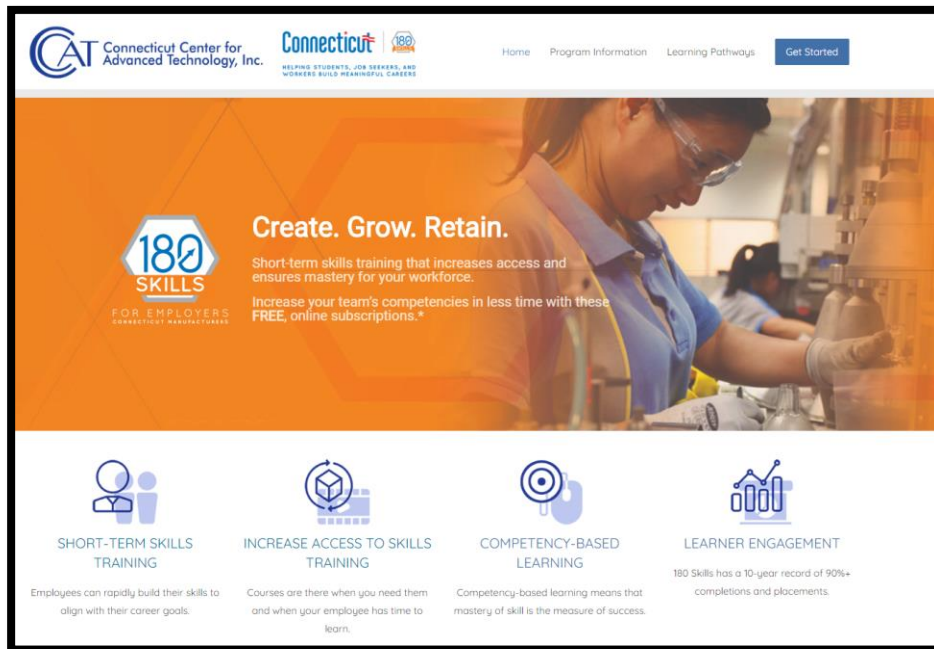 CCAT Connecticut Center for
Advanced Technology, Inc.
Connecticut 180 SKILLS
HELPING STUDENTS, JOB SEEKERS, AND
WORKERS BUILD MEANINGFUL CAREERS
Home Program Information Learning Pathways Get Started
180
SKILLS
FOR EMPLOYERS
CONNECTICUT MANUFACTURERS
Create. Grow. Retain.
Short-term skills training that increases access and
ensures mastery for your workforce.
Increase your team's competencies in less time with these
FREE, online subscriptions.*
SHORT-TERM SKILLS
TRAINING
Employees can rapidly build their skills to
align with their career goals.
INCREASE ACCESS TO SKILLS
TRAINING
Courses are there when you need them
and when your employee has time to
learn.
COMPETENCY-BASED
LEARNING
Competency-based learning means that
mastery of skill is the measure of success.
LEARNER ENGAGEMENT
180 Skills has a 10-year record of 90%+
completions and placements.